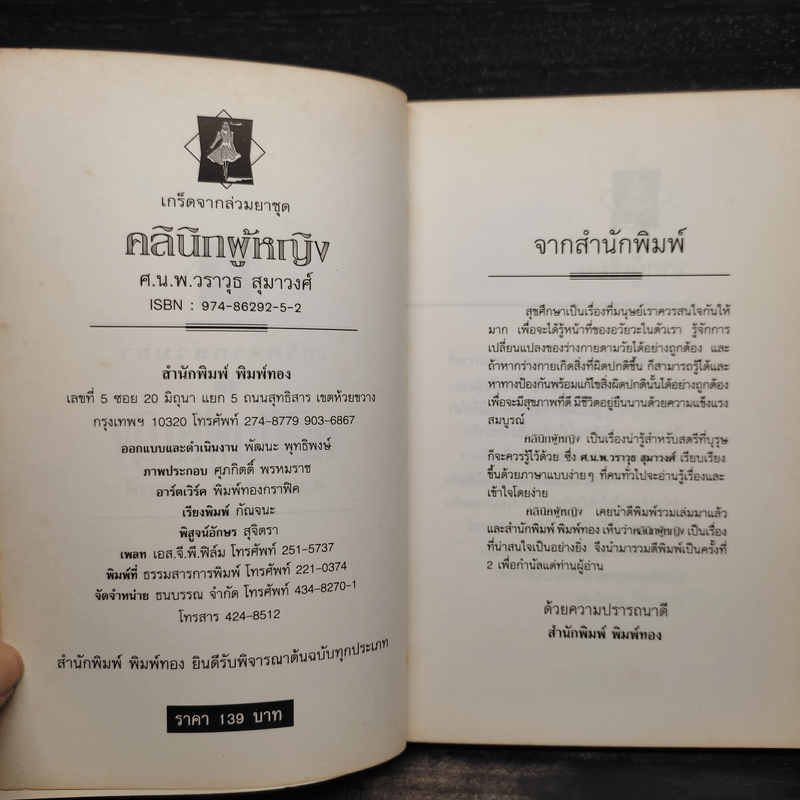 เกร็ดจากล่วมยาชุด
คลีนิกผู้หญิง
ศ.น.พ.วราวุธ สุมาวงศ์
ISBN : 974-86292-5-2
สำนักพิมพ์ พิมพ์ทอง
เลขที่ 5 ซอย 20 มิถุนา แยก 5 ถนนสุทธิสาร เขตห้วยขวาง
กรุงเทพฯ 10320 โทรศัพท์ 274-8779 903-6867
ออกแบบและดำเนินงาน พัฒนะ พุทธิพงษ์
ภาพประกอบ ศุภกิตติ์ พรหมราช
อาร์ตเวิร์ค พิมพ์ทองกราฟิค
เรียงพิมพ์ กัณจนะ
พิสูจน์อักษร สุจิตรา
เพลท เอส.จี.พี.ฟิล์ม โทรศัพท์ 251-5737
พิมพ์ที่ ธรรมสารการพิมพ์ โทรศัพท์ 221-0374
จัดจำหน่าย ธนบรรณ จำกัด โทรศัพท์ 434-8270-1
โทรสาร 424-8512
สำนักพิมพ์ พิมพ์ทอง ยินดีรับพิจารณาต้นฉบับทุกประเภท
ราคา 139 บาท
จากสำนักพิมพ์
สุขศึกษาเป็นเรื่องที่มนุษย์เราควรสนใจกันให้
มาก เพื่อจะได้รู้หน้าที่ของอวัยวะในตัวเรา รู้จักการ
เปลี่ยนแปลงของร่างกายตามวัยได้อย่างถูกต้อง และ
ถ้าหากร่างกายเกิดสิ่งที่ผิดปกติขึ้น ก็สามารถรู้ได้และ
หาทางป้องกันพร้อมแก้ไขสิ่งผิดปกตินั้นได้อย่างถูกต้อง
เพื่อจะมีสุขภาพที่ดี มีชีวิตอยู่ยืนนานด้วยความแข็งแรง
สมบูรณ์
คลีนิกผู้หญิง เป็นเรื่องน่ารู้สำหรับสตรีที่บุรุษ
ก็จะควรรู้ไว้ด้วย ซึ่ง ศ.น.พ.วราวุธ สุมาวงศ์ เรียบเรียง
ขึ้นด้วยภาษาแบบง่ายๆ ที่คนทั่วไปจะอ่านรู้เรื่องและ
เข้าใจโดยง่าย
คลีนิกผู้หญิง เคยนำตีพิมพ์รวมเล่มมาแล้ว
และสำนักพิมพ์ พิมพ์ทอง เห็นว่าคลีนิกผู้หญิง เป็นเรื่อง
ที่น่าสนใจเป็นอย่างยิ่ง จึงนำมารวมตีพิมพ์เป็นครั้งที่
2 เพื่อกำนัลแด่ท่านผู้อ่าน
ด้วยความปรารถนาดี
สำนักพิมพ์ พิมพ์ทอง